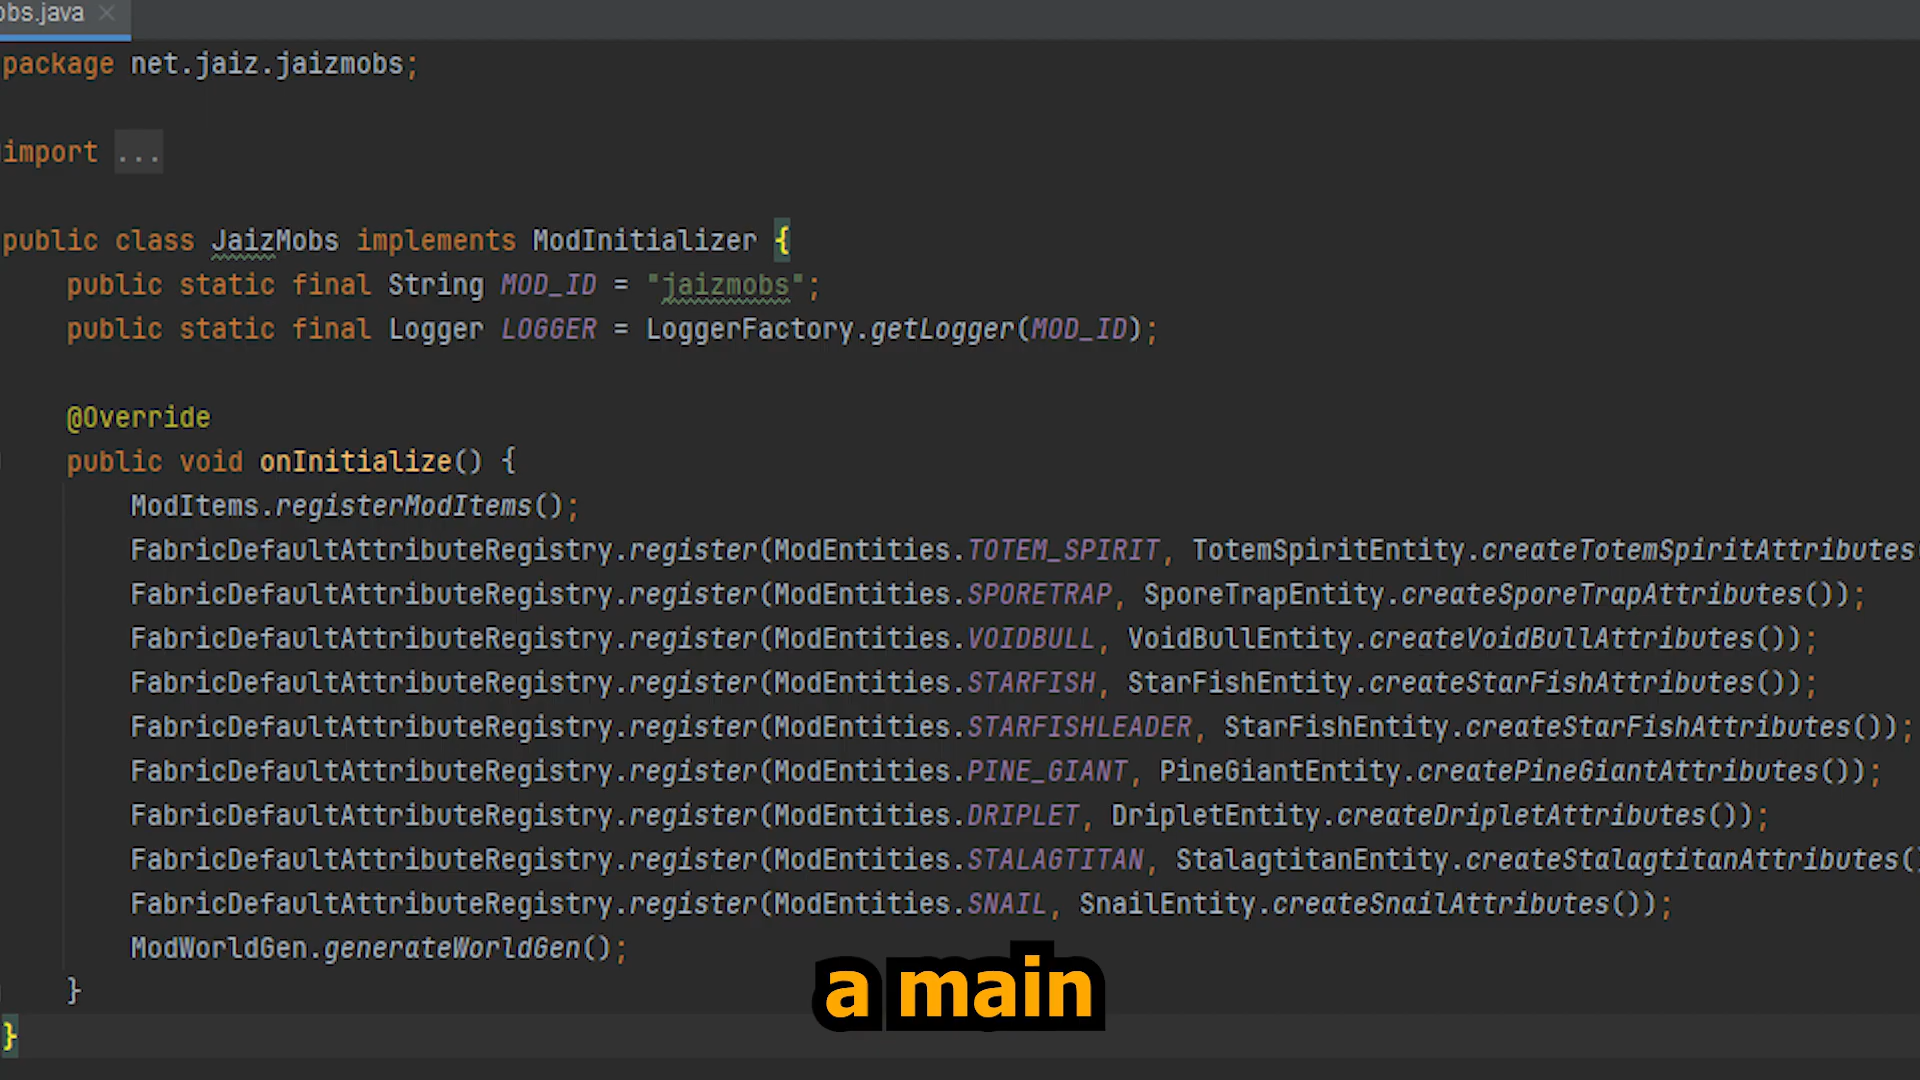 obs.java
package net.jaiz.jaizmobs;
import ...
public class JaizMobs implements ModInitializer {
public static final String MOD_ID = "jaizmobs";
public static final Logger LOGGER = LoggerFactory.getLogger(MOD_ID);
@Override
public void onInitialize() {
ModItems.registerModItems();
FabricDefaultAttributeRegistry.register(ModEntities.TOTEM_SPIRIT, TotemSpiritEntity.createTotemSpiritAttributes(
FabricDefaultAttributeRegistry.register(ModEntities.SPORETRAP, SporeTrapEntity.createSporeTrapAttributes());
FabricDefaultAttributeRegistry.register(ModEntities.VOIDBULL, VoidBullEntity.createVoidBullAttributes());
FabricDefaultAttributeRegistry.register(ModEntities.STARFISH, StarFishEntity.createStarFishAttributes());
FabricDefaultAttributeRegistry.register(ModEntities.STARFISHLEADER, StarFishEntity.createStarFishAttributes());
FabricDefaultAttributeRegistry.register(ModEntities.PINE_GIANT, PineGiantEntity.createPineGiantAttributes());
FabricDefaultAttributeRegistry.register(ModEntities.DRIPLET, DripletEntity.createDripletAttributes());
FabricDefaultAttributeRegistry.register(ModEntities.STALAGTITAN, StalagtitanEntity.createStalagtitanAttributes()
FabricDefaultAttributeRegistry.register(ModEntities.SNAIL, SnailEntity.createSnailAttributes());
ModWorldGen.generateWorldGen();
}
}
a main